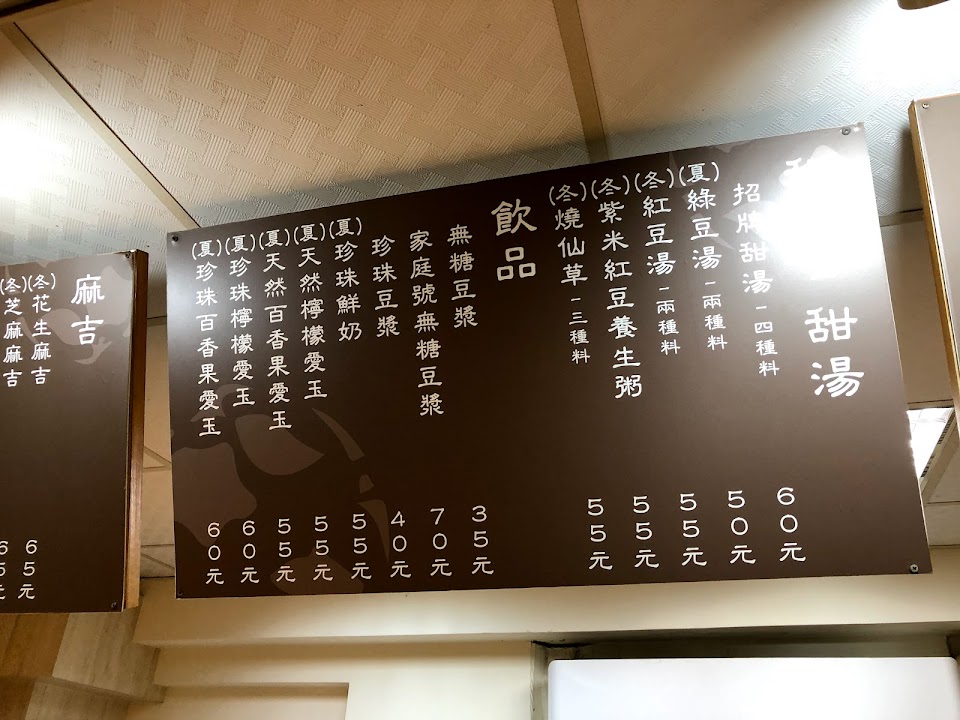 甜湯
招牌甜湯-四種料
60元
(夏)綠豆湯-兩種料
50元
(冬)紅豆湯-兩種料
55元
(冬)紫米紅豆養生粥
55元
(冬)燒仙草-三種料
55元
飲品
無糖豆漿
35元
家庭號無糖豆漿
70元
珍珠豆漿
40元
(夏)珍珠鮮奶
55元
(夏)天然檸檬愛玉
55元
(夏)天然百香果愛玉
55元
(夏)珍珠檸檬愛玉
60元
(夏)珍珠百香果愛玉
60元
麻吉
(冬)花生麻吉
65元
(冬)芝麻麻吉
65元